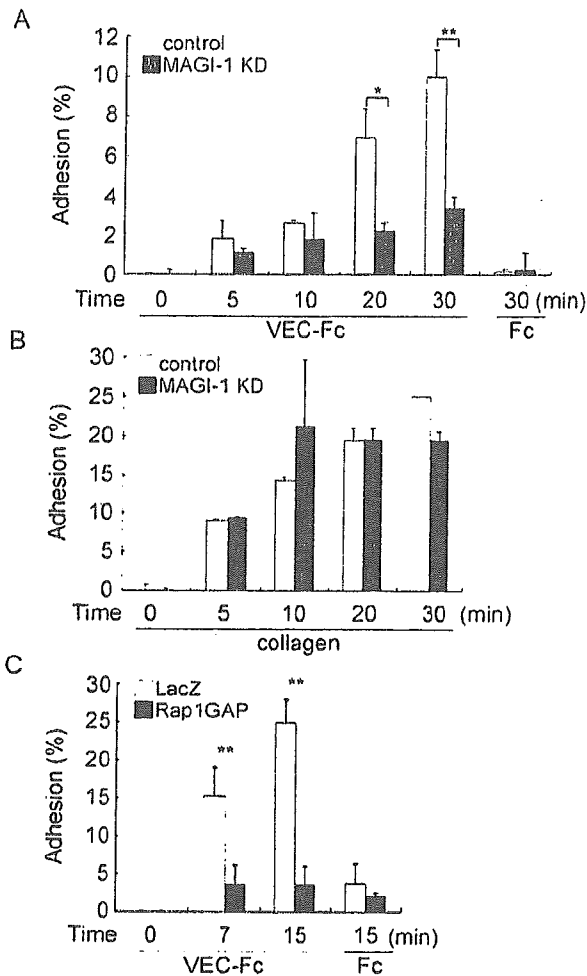 A
control
MAGI-1 KD
**
*
Adhesion (%)
12
10
8
6
4
2
0
Time 0 5 10 20 30 30 (min)
VEC-Fc Fc
B
control
MAGI-1 KD
Adhesion (%)
30
25
20
15
10
5
0
Time 0 5 10 20 30 (min)
collagen
C
LacZ
Rap1GAP
**
**
Adhesion (%)
30
25
20
15
10
5
0
Time 0 7 15 15 (min)
VEC-Fc Fc